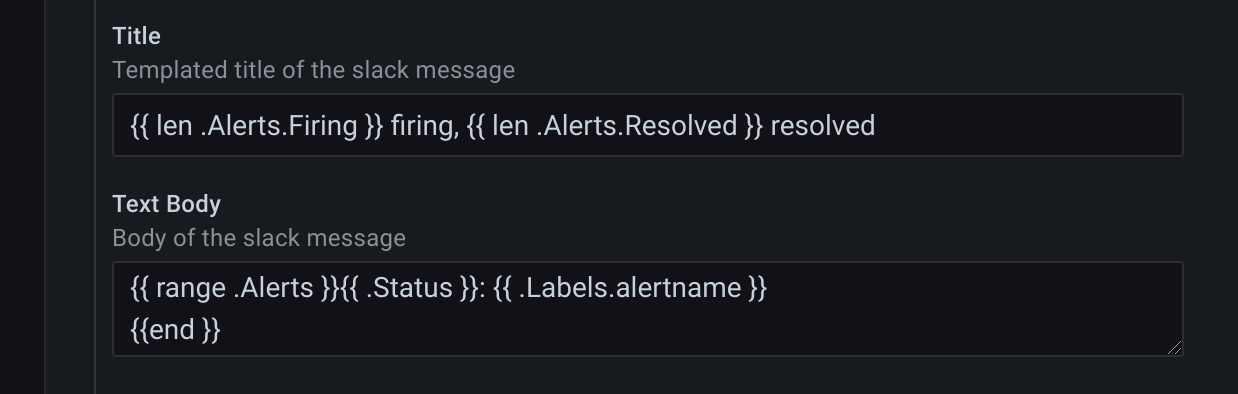 Title
Templated title of the slack message
{{ len .Alerts.Firing }} firing, {{ len .Alerts.Resolved }} resolved
Text Body
Body of the slack message
{{ range .Alerts }}{{ .Status }}: {{ .Labels.alertname }}
{{end }}